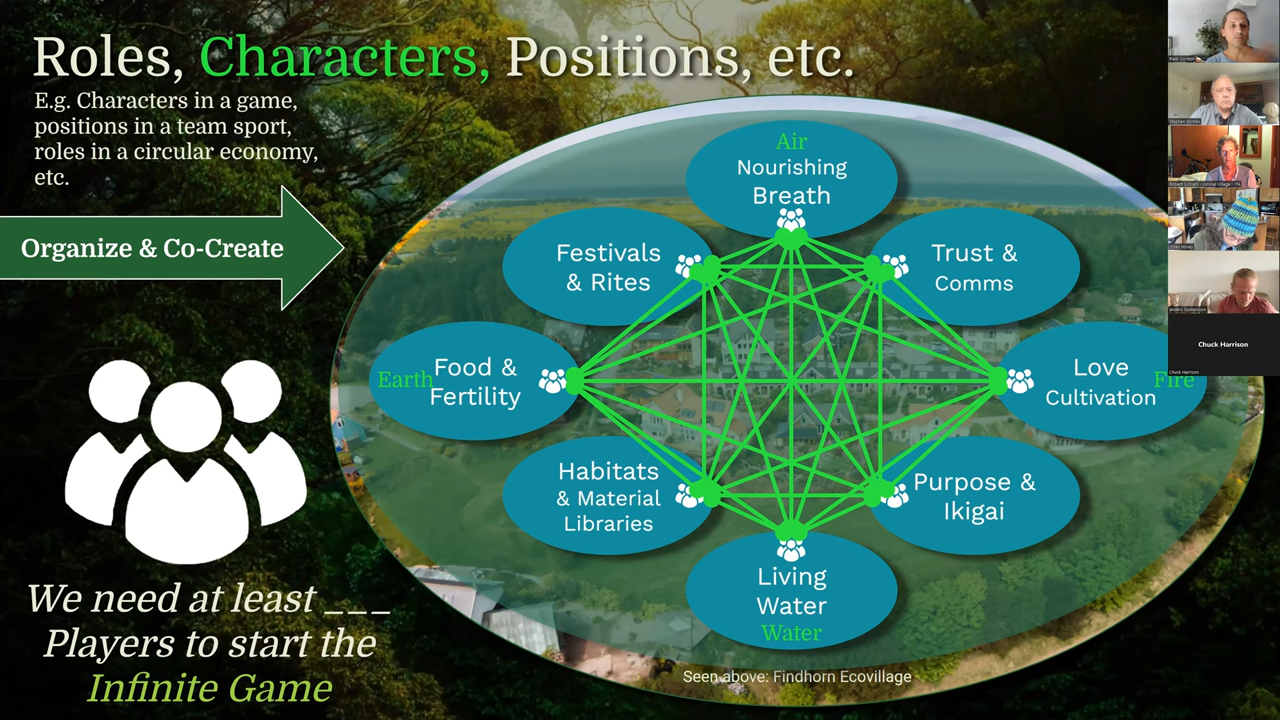 Roles, Characters, Positions, etc.
E.g. Characters in a game,
positions in a team sport,
roles in a circular economy,
etc.
Organize & Co-Create
We need at least ___
Players to start the
Infinite Game
Air
Nourishing
Breath
Festivals
& Rites
Trust &
Comms
Earth
Food &
Fertility
Love
Cultivation
Fire
Habitats
& Material
Libraries
Purpose &
Ikigai
Living
Water
Water
Seen above: Findhorn Ecovillage
Chuck Harrison
Chuck Harrison